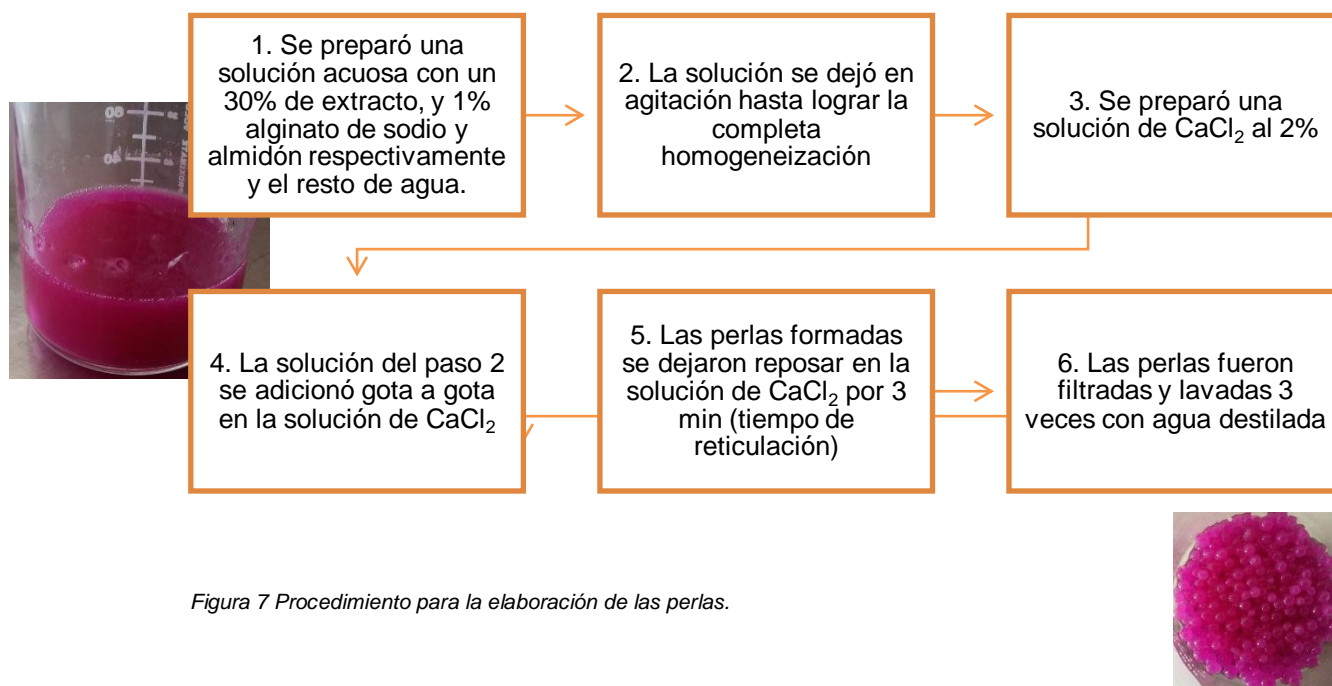 1. Se preparó una
solución acuosa con un
30% de extracto, y 1%
alginato de sodio y
almidón respectivamente
y el resto de agua.
2. La solución se dejó en
agitación hasta lograr la
completa
homogeneización
3. Se preparó una
solución de CaCl₂ al 2%
4. La solución del paso 2
se adicionó gota a gota
en la solución de CaCl₂
5. Las perlas formadas
se dejaron reposar en la
solución de CaCl₂ por 3
min (tiempo de
reticulación)
6. Las perlas fueron
filtradas y lavadas 3
veces con agua destilada
Figura 7 Procedimiento para la elaboración de las perlas.